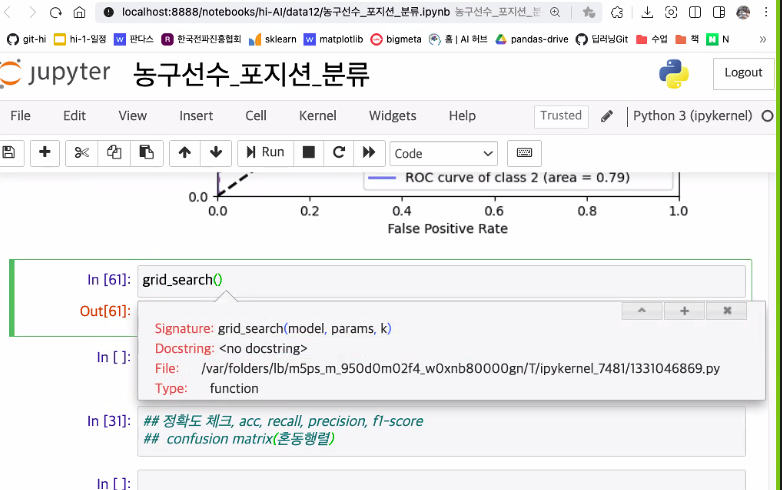 localhost:8888/notebooks/hi-AI/data12/농구선수_포지션_분류.ipynb 농구선수_포지션_분
git-hi hi-1-일정 판다스 한국전파진흥협회 sklearn matplotlib bigmeta 홈 | AI 허브 pandas-drive 딥러닝Git 수업 책 N
jupyter 농구선수_포지션_분류 Logout
File Edit View Insert Cell Kernel Widgets Help Trusted Python 3 (ipykernel)
Run Code
ROC curve of class 2 (area = 0.79)
0.0
0.0 0.2 0.4 0.6 0.8 1.0
False Positive Rate
In [61]: grid_search()
Out[61]:
Signature: grid_search(model, params, k)
Docstring: <no docstring>
File: /var/folders/lb/m5ps_m_950d0m02f4_w0xnb80000gn/T/ipykernel_7481/1331046869.py
Type: function
In [ ]:
In [31]: ## 정확도 체크, acc, recall, precision, f1-score
## confusion matrix(혼동행렬)
In [ ]: